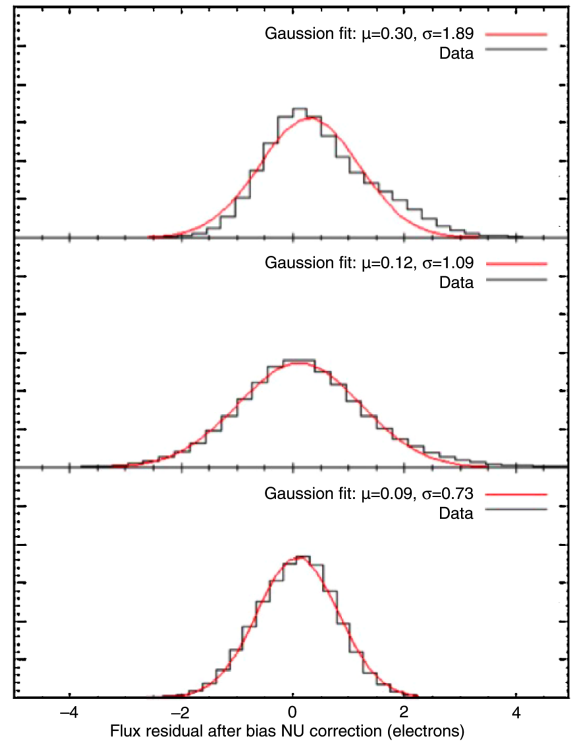 Gaussion fit: μ=0.30, σ=1.89
Data
Gaussion fit: μ=0.12, σ=1.09
Data
Gaussion fit: μ=0.09, σ=0.73
Data
−4 −2 0 2 4
Flux residual after bias NU correction (electrons)